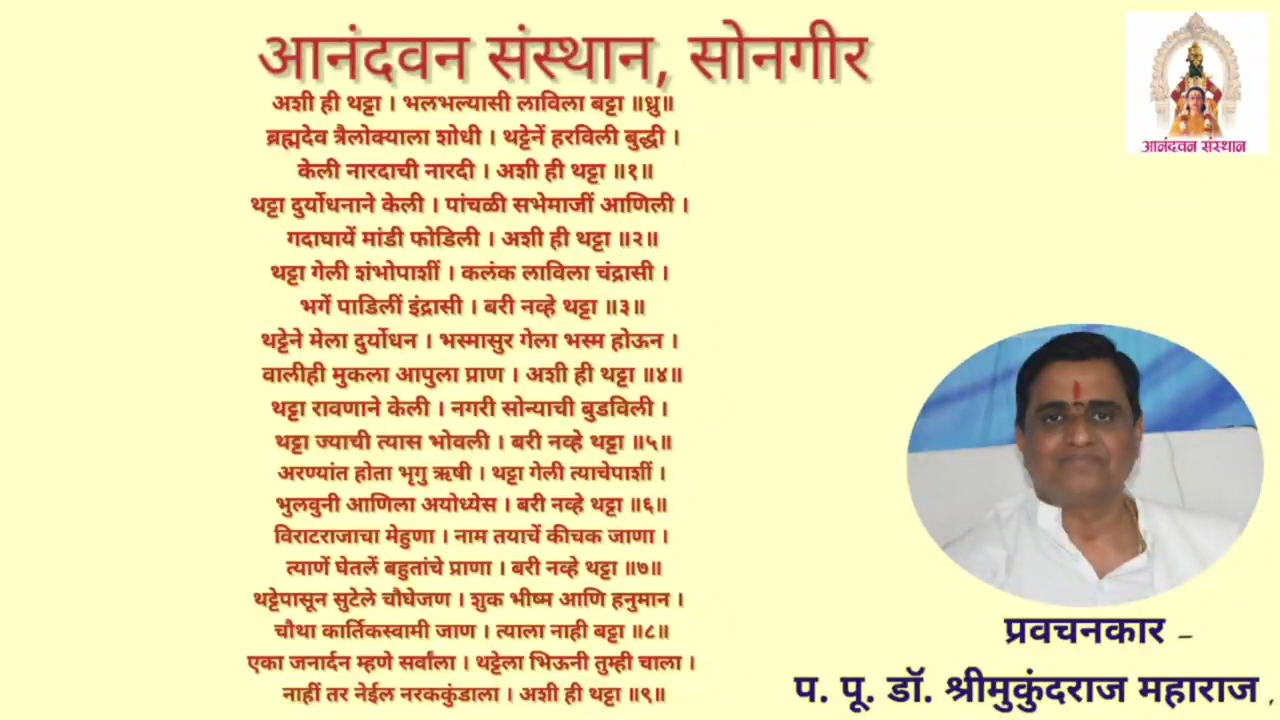 आनंदवन संस्थान, सोनगीर
अशी ही थट्टा । भलभल्यासी लाविला बट्टा ॥ध्रु॥
ब्रह्मदेव त्रैलोक्याला शोधी । थट्टेनें हरविली बुद्धी ।
केली नारदाची नारदी । अशी ही थट्टा ॥१॥
थट्टा दुर्योधनाने केली । पांचळी सभेमाजीं आणिली ।
गदाघायें मांडी फोडिली । अशी ही थट्टा ॥२॥
थट्टा गेली शंभोपाशीं । कलंक लाविला चंद्रासी ।
भगें पाडिलीं इंद्रासी । बरी नव्हे थट्टा ॥३॥
थट्टेने मेला दुर्योधन । भस्मासुर गेला भस्म होऊन ।
वालीही मुकला आपुला प्राण । अशी ही थट्टा ॥४॥
थट्टा रावणाने केली । नगरी सोन्याची बुडविली ।
थट्टा ज्याची त्यास भोवली । बरी नव्हे थट्टा ॥५॥
अरण्यांत होता भृगु ऋषी । थट्टा गेली त्याचेपाशीं ।
भुलवुनी आणिला अयोध्येस । बरी नव्हे थट्टा ॥६॥
विराटराजाचा मेहुणा । नाम तयाचें कीचक जाणा ।
त्याणें घेतलें बहुतांचे प्राणा । बरी नव्हे थट्टा ॥७॥
थट्टेपासून सुटेले चौघेजण । शुक भीष्म आणि हनुमान ।
चौथा कार्तिकस्वामी जाण । त्याला नाही बट्टा ॥८॥
एका जनार्दन म्हणे सर्वांला । थट्टेला भिऊनी तुम्ही चाला ।
नाहीं तर नेईल नरककुंडाला । अशी ही थट्टा ॥९॥
आनंदवन संस्थान
प्रवचनकार –
प. पू. डॉ. श्रीमुकुंदराज महाराज ,